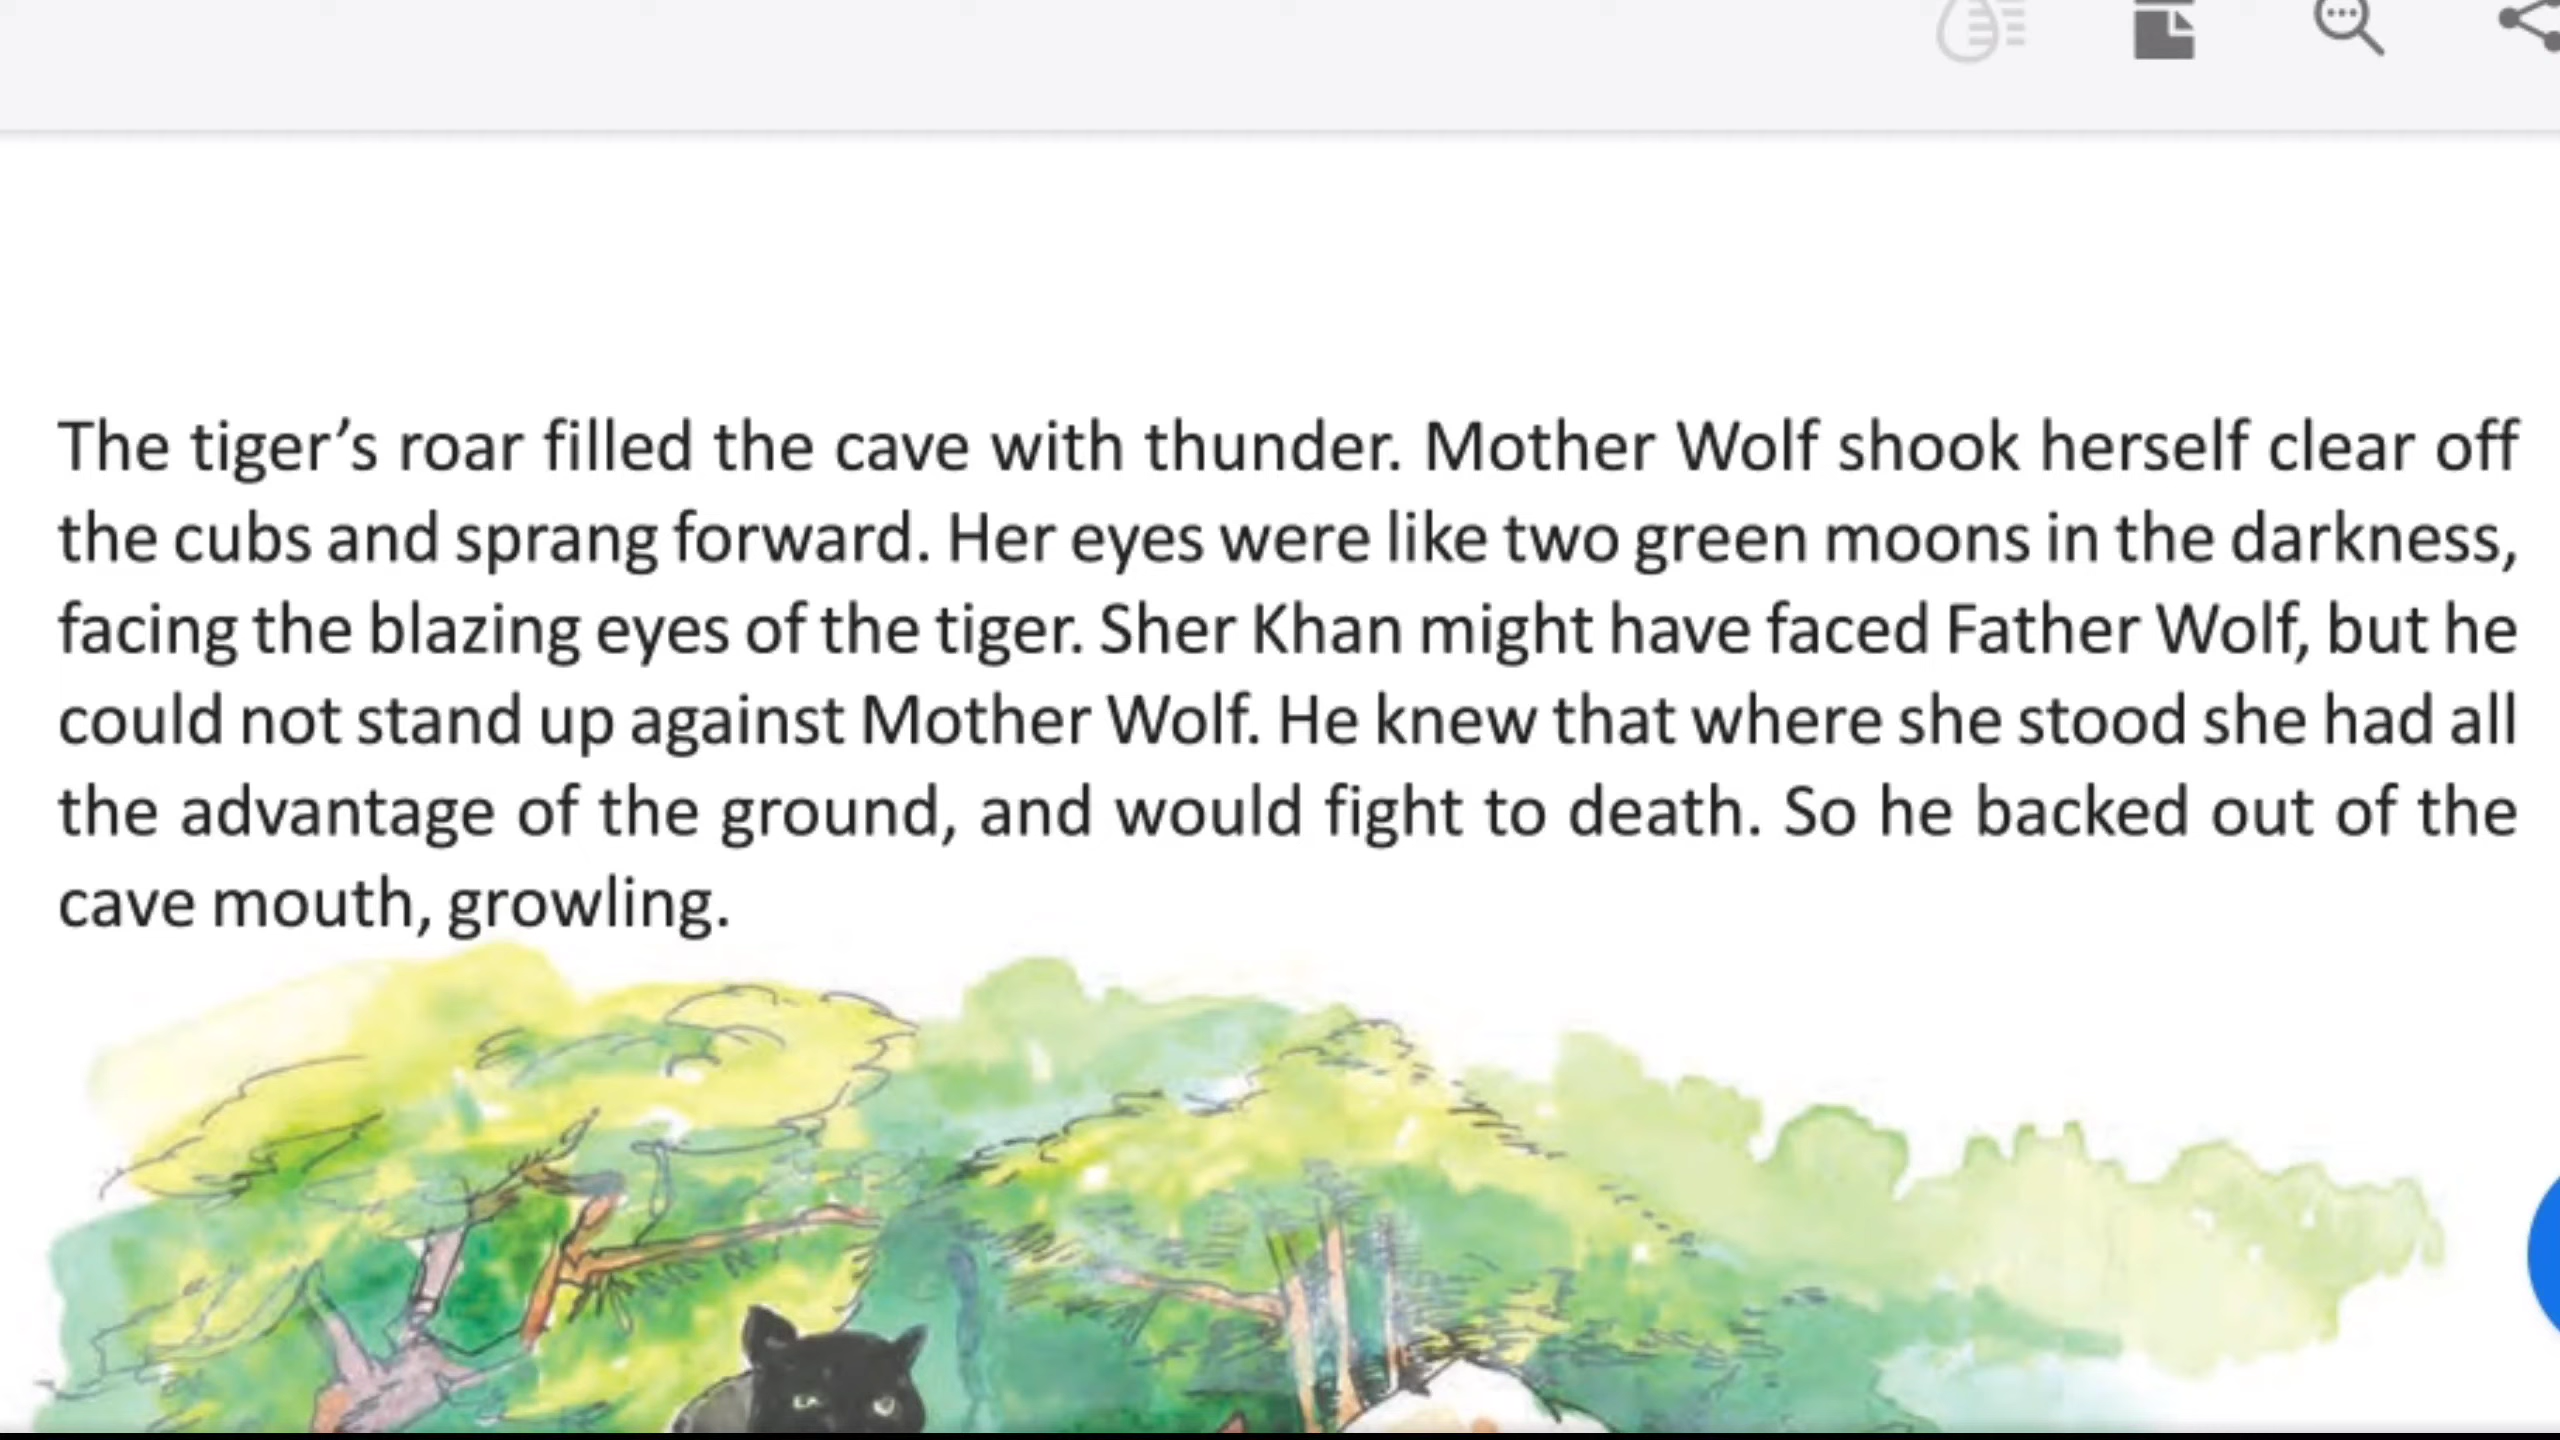 The tiger’s roar filled the cave with thunder. Mother Wolf shook herself clear off
the cubs and sprang forward. Her eyes were like two green moons in the darkness,
facing the blazing eyes of the tiger. Sher Khan might have faced Father Wolf, but he
could not stand up against Mother Wolf. He knew that where she stood she had all
the advantage of the ground, and would fight to death. So he backed out of the
cave mouth, growling.